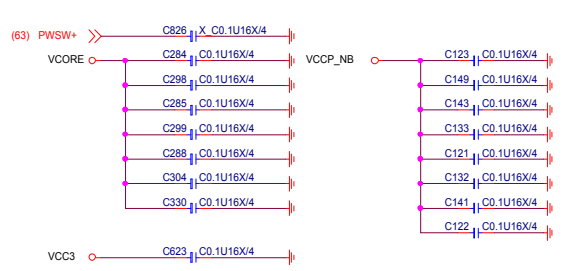 (63) PWSW+ C826 X_C0.1U16X/4
VCORE C284 C0.1U16X/4
C298 C0.1U16X/4
C285 C0.1U16X/4
C299 C0.1U16X/4
C288 C0.1U16X/4
C304 C0.1U16X/4
C330 C0.1U16X/4
VCC3 C623 C0.1U16X/4
VCCP_NB C123 C0.1U16X/4
C149 C0.1U16X/4
C143 C0.1U16X/4
C133 C0.1U16X/4
C121 C0.1U16X/4
C132 C0.1U16X/4
C141 C0.1U16X/4
C122 C0.1U16X/4